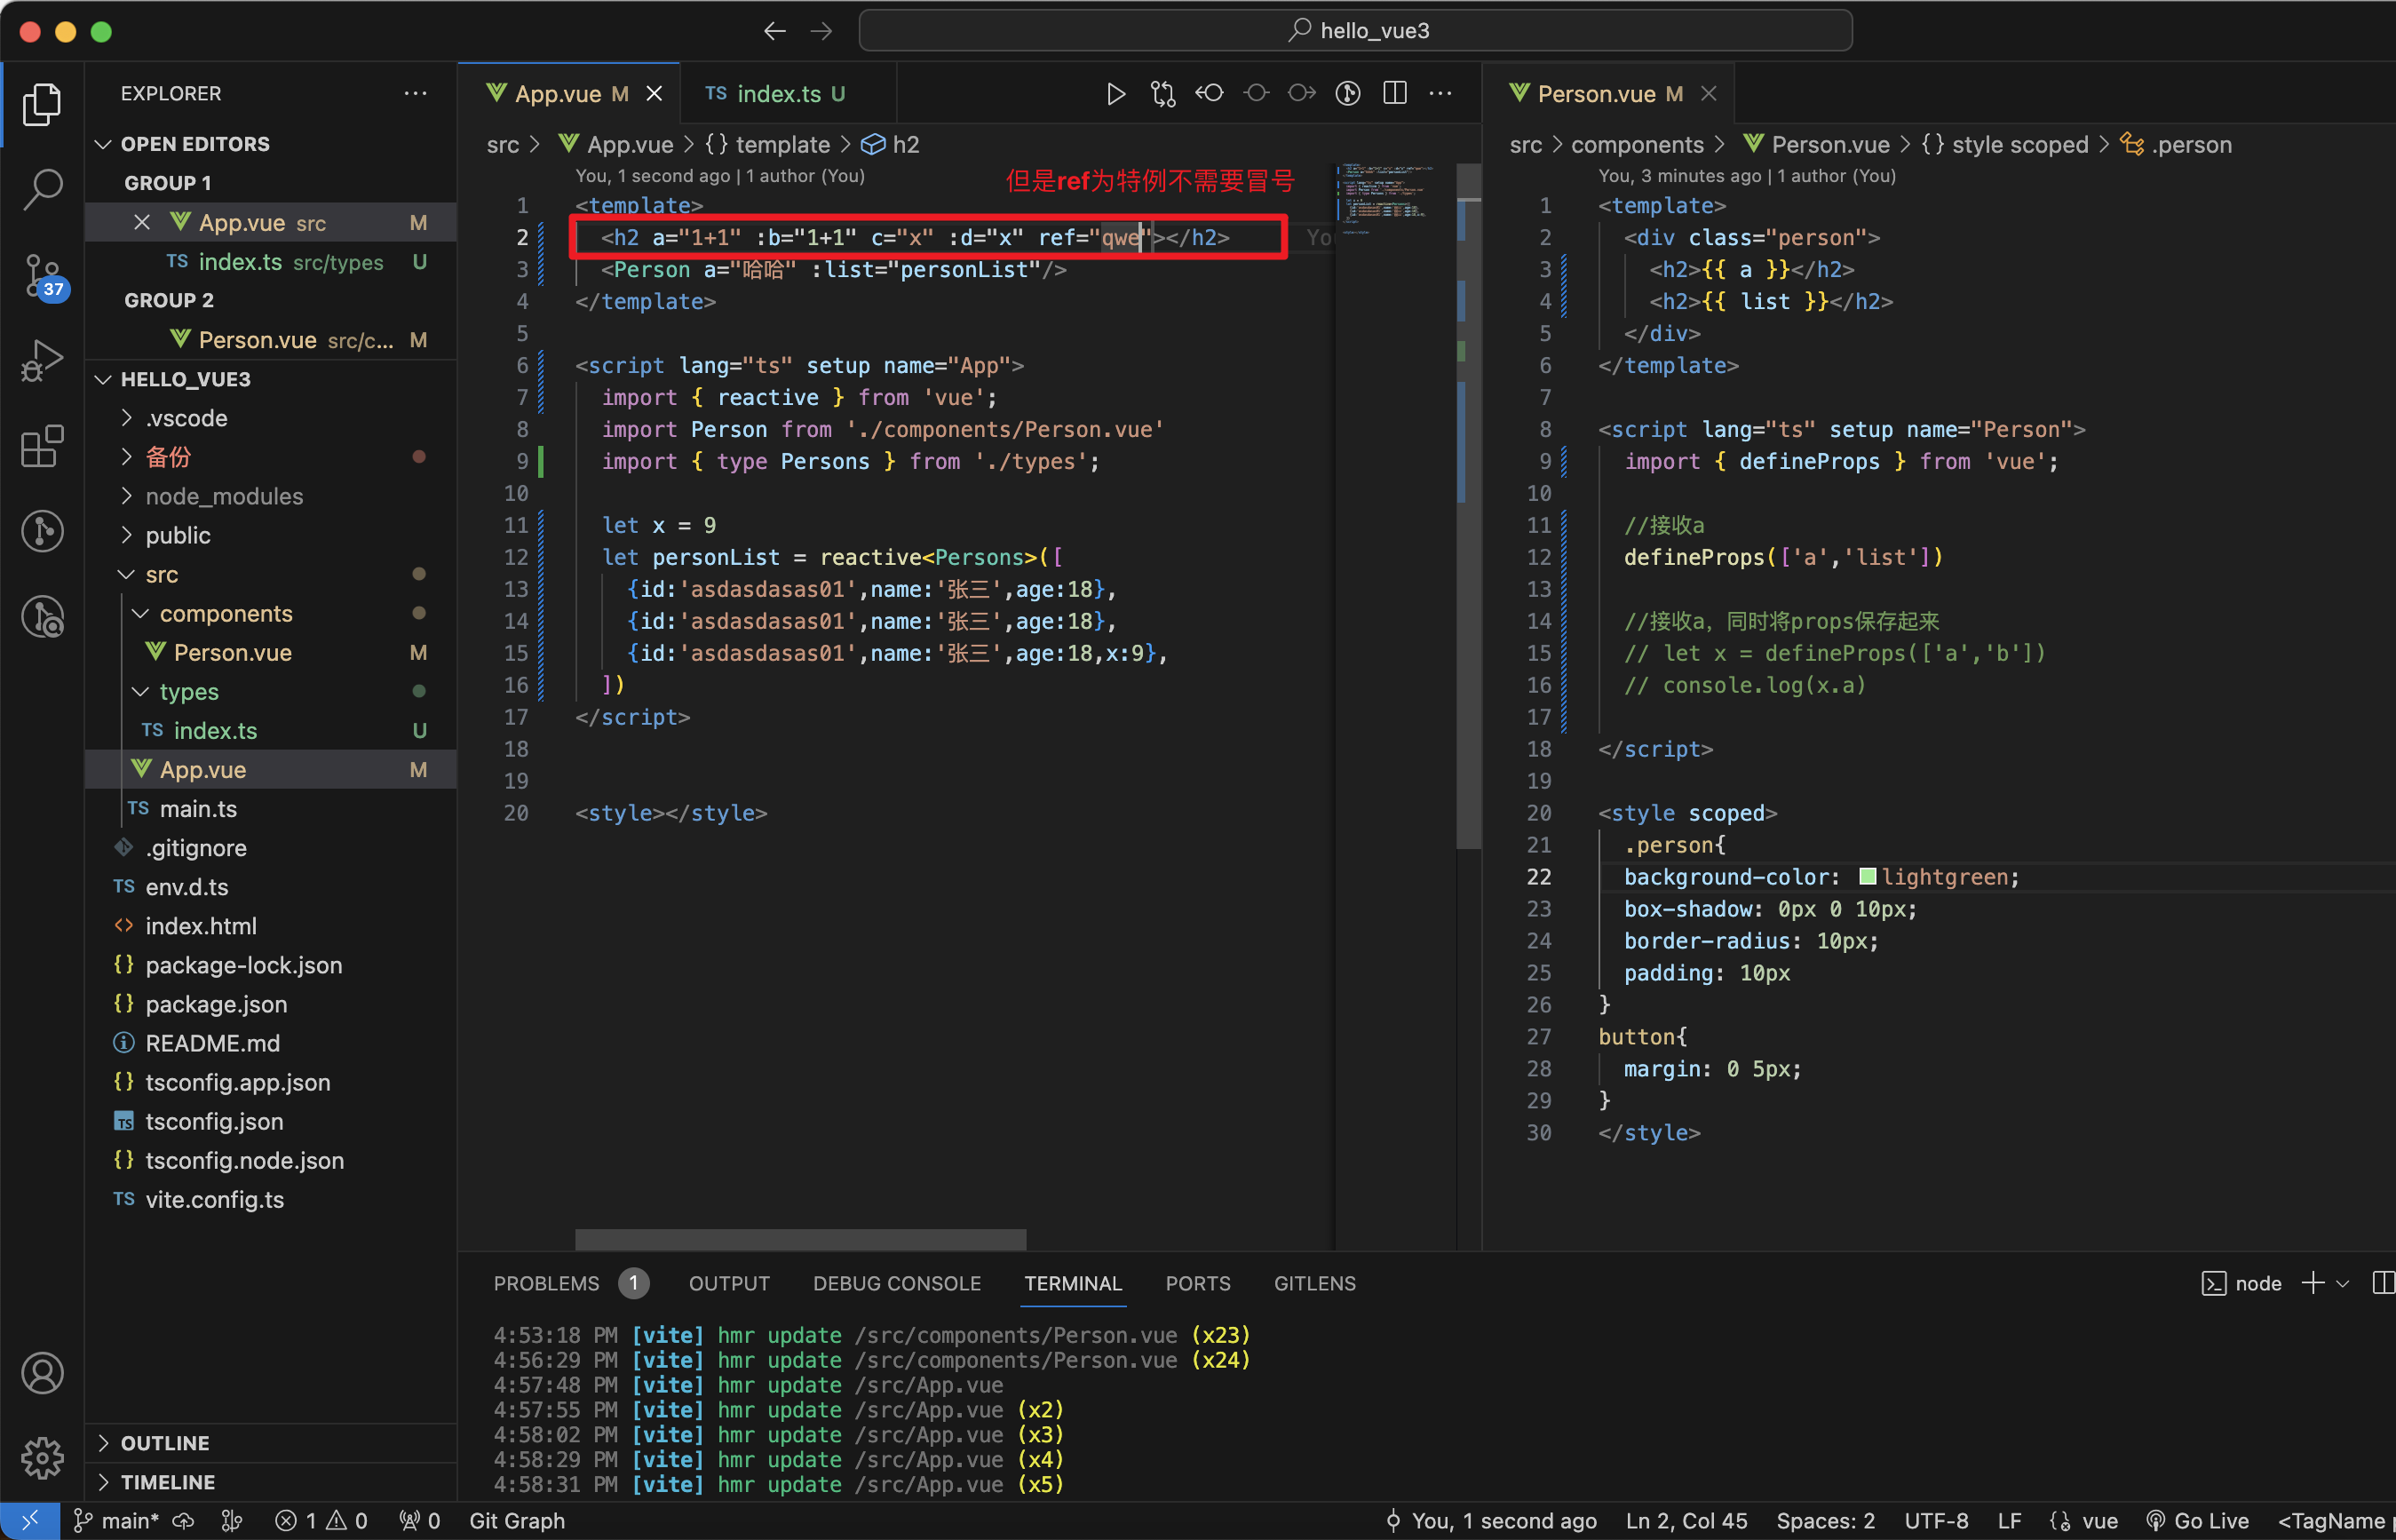 hello_vue3
EXPLORER
OPEN EDITORS
GROUP 1
App.vue src M
TS index.ts src/types U
GROUP 2
Person.vue src/c... M
HELLO_VUE3
.vscode
备份
node_modules
public
src
components
Person.vue M
types
TS index.ts U
App.vue M
TS main.ts
.gitignore
TS env.d.ts
<> index.html
{} package-lock.json
{} package.json
README.md
{} tsconfig.app.json
TS tsconfig.json
{} tsconfig.node.json
TS vite.config.ts
OUTLINE
TIMELINE
37
App.vue M
TS index.ts U
src > App.vue > {} template > h2
You, 1 second ago | 1 author (You)
但是ref为特例不需要冒号
1 <template>
2 <h2 a="1+1" :b="1+1" c="x" :d="x" ref="qwe"></h2>
3 <Person a="哈哈" :list="personList"/>
4 </template>
5
6 <script lang="ts" setup name="App">
7 import { reactive } from 'vue';
8 import Person from './components/Person.vue'
9 import { type Persons } from './types';
10
11 let x = 9
12 let personList = reactive<Persons>([
13 {id:'asdasdasas01',name:'张三',age:18},
14 {id:'asdasdasas01',name:'张三',age:18},
15 {id:'asdasdasas01',name:'张三',age:18,x:9},
16 ])
17 </script>
18
19
20 <style></style>
Person.vue M
src > components > Person.vue > {} style scoped > .person
You, 3 minutes ago | 1 author (You)
1 <template>
2 <div class="person">
3 <h2>{{ a }}</h2>
4 <h2>{{ list }}</h2>
5 </div>
6 </template>
7
8 <script lang="ts" setup name="Person">
9 import { defineProps } from 'vue';
10
11 //接收a
12 defineProps(['a','list'])
13
14 //接收a，同时将props保存起来
15 // let x = defineProps(['a','b'])
16 // console.log(x.a)
17
18 </script>
19
20 <style scoped>
21 .person{
22 background-color: lightgreen;
23 box-shadow: 0px 0 10px;
24 border-radius: 10px;
25 padding: 10px
26 }
27 button{
28 margin: 0 5px;
29 }
30 </style>
PROBLEMS 1 OUTPUT DEBUG CONSOLE TERMINAL PORTS GITLENS
node
4:53:18 PM [vite] hmr update /src/components/Person.vue (x23)
4:56:29 PM [vite] hmr update /src/components/Person.vue (x24)
4:57:48 PM [vite] hmr update /src/App.vue
4:57:55 PM [vite] hmr update /src/App.vue (x2)
4:58:02 PM [vite] hmr update /src/App.vue (x3)
4:58:29 PM [vite] hmr update /src/App.vue (x4)
4:58:31 PM [vite] hmr update /src/App.vue (x5)
main* 1 0 0 Git Graph
You, 1 second ago Ln 2, Col 45 Spaces: 2 UTF-8 LF vue Go Live <TagName